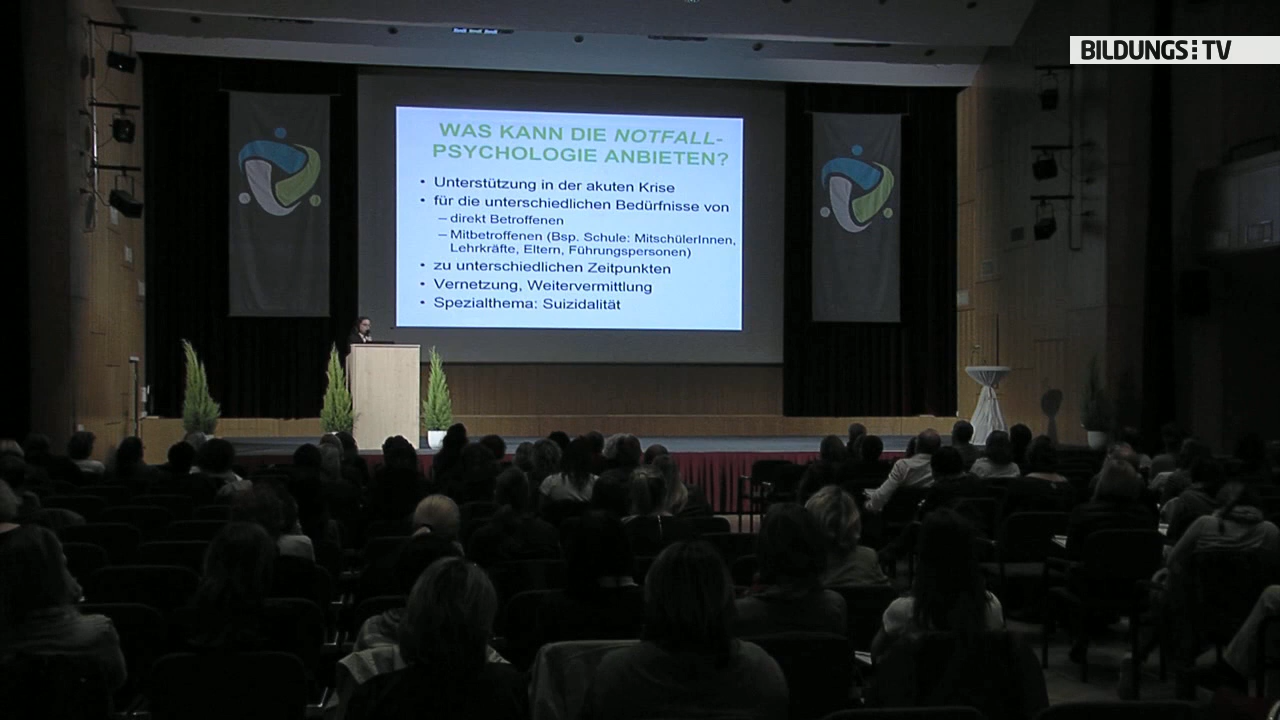 BILDUNGS:TV
WAS KANN DIE NOTFALL-
PSYCHOLOGIE ANBIETEN?
• Unterstützung in der akuten Krise
• für die unterschiedlichen Bedürfnisse von
– direkt Betroffenen
– Mitbetroffenen (Bsp. Schule: MitschülerInnen,
Lehrkräfte, Eltern, Führungspersonen)
• zu unterschiedlichen Zeitpunkten
• Vernetzung, Weitervermittlung
• Spezialthema: Suizidalität